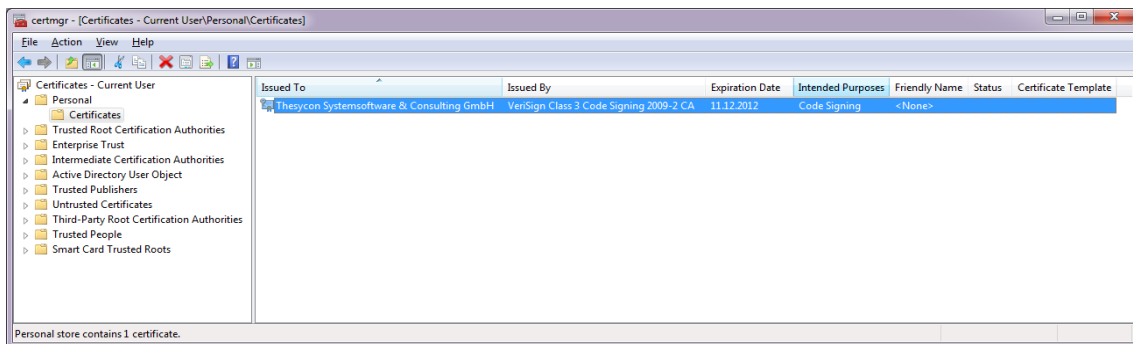 certmgr - [Certificates - Current User\Personal\Certificates]
File Action View Help
Certificates - Current User
Personal
Certificates
Trusted Root Certification Authorities
Enterprise Trust
Intermediate Certification Authorities
Active Directory User Object
Trusted Publishers
Untrusted Certificates
Third-Party Root Certification Authorities
Trusted People
Smart Card Trusted Roots
Issued To Issued By Expiration Date Intended Purposes Friendly Name Status Certificate Template
Thesycon Systemsoftware & Consulting GmbH VeriSign Class 3 Code Signing 2009-2 CA 11.12.2012 Code Signing <None>
Personal store contains 1 certificate.